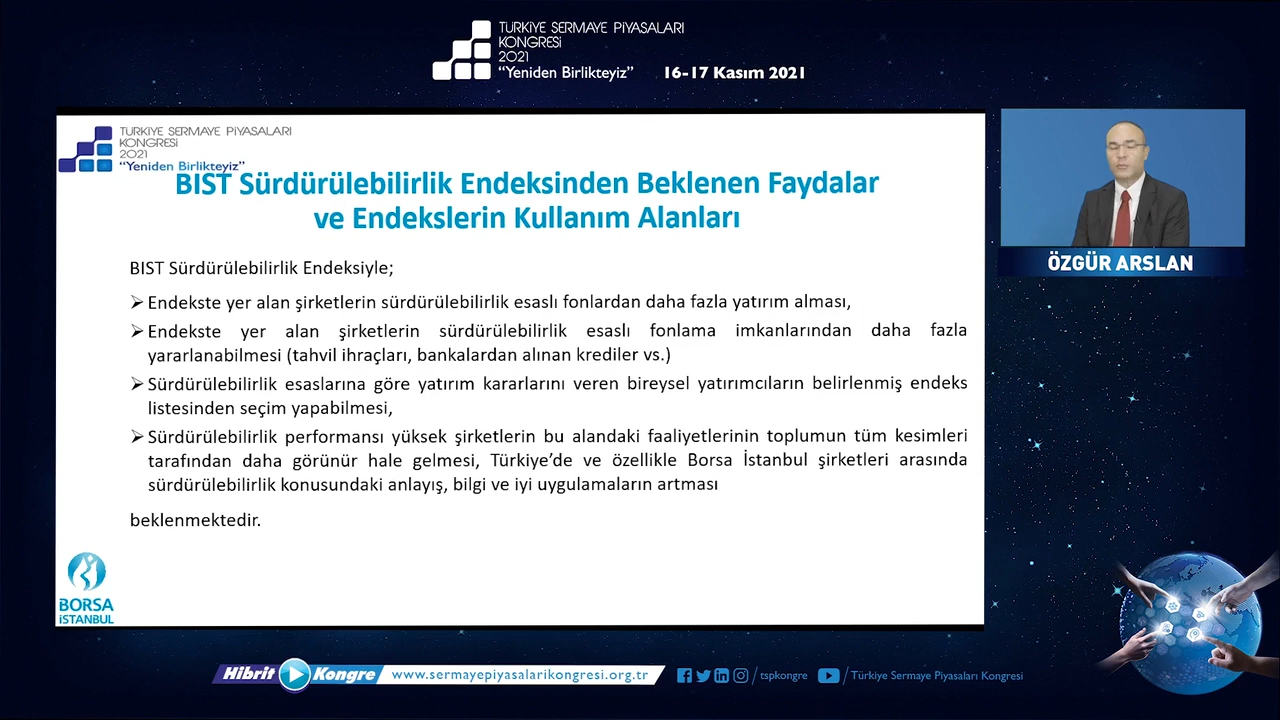 TÜRKİYE SERMAYE PİYASALARI
KONGRESİ
2021
“Yeniden Birlikteyiz”
16-17 Kasım 2021
TÜRKİYE SERMAYE PİYASALARI
KONGRESİ
2021
“Yeniden Birlikteyiz”
BIST Sürdürülebilirlik Endeksinden Beklenen Faydalar
ve Endekslerin Kullanım Alanları
BIST Sürdürülebilirlik Endeksiyle;
➢ Endekste yer alan şirketlerin sürdürülebilirlik esaslı fonlardan daha fazla yatırım alması,
➢ Endekste yer alan şirketlerin sürdürülebilirlik esaslı fonlama imkanlarından daha fazla
yararlanabilmesi (tahvil ihraçları, bankalardan alınan krediler vs.)
➢ Sürdürülebilirlik esaslarına göre yatırım kararlarını veren bireysel yatırımcıların belirlenmiş endeks
listesinden seçim yapabilmesi,
➢ Sürdürülebilirlik performansı yüksek şirketlerin bu alandaki faaliyetlerinin toplumun tüm kesimleri
tarafından daha görünür hale gelmesi, Türkiye’de ve özellikle Borsa İstanbul şirketleri arasında
sürdürülebilirlik konusundaki anlayış, bilgi ve iyi uygulamaların artması
beklenmektedir.
BORSA
İSTANBUL
ÖZGÜR ARSLAN
Hibrit Kongre
www.sermayepiyasalarikongresi.org.tr
/ tspkongre
/ Türkiye Sermaye Piyasaları Kongresi